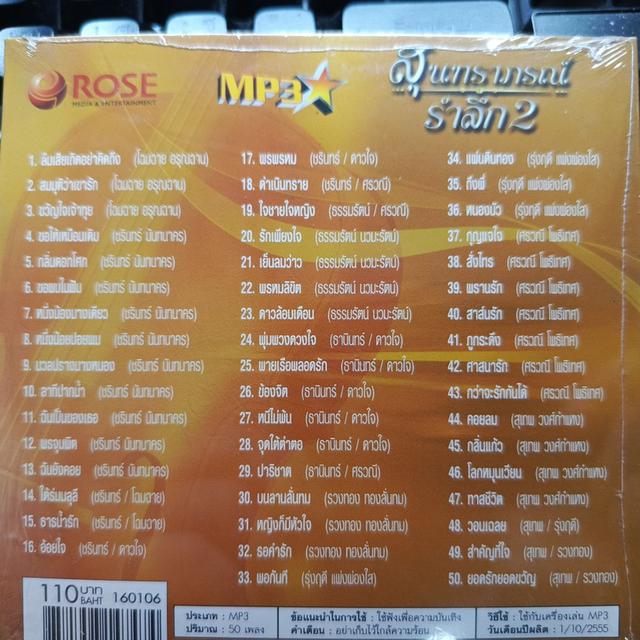 ROSE
MEDIA & ENTERTAINMENT
MP3
สุนทราภรณ์
รำลึก 2
1. ลืมเสียเถิดอย่าคิดถึง (โฉมฉาย อรุณฉาน)
2. สมมุติว่าเขารัก (โฉมฉาย อรุณฉาน)
3. ขวัญใจเจ้าทุย (โฉมฉาย อรุณฉาน)
4. ขอให้เหมือนเดิม (ชรินทร์ นันทนาคร)
5. กลิ่นดอกโศก (ชรินทร์ นันทนาคร)
6. ขอพบในฝัน (ชรินทร์ นันทนาคร)
7. หนึ่งน้องนางเดียว (ชรินทร์ นันทนาคร)
8. หนึ่งน้อยปอยผม (ชรินทร์ นันทนาคร)
9. นวลปรางนางหมอง (ชรินทร์ นันทนาคร)
10. ลาทีปากน้ำ (ชรินทร์ นันทนาคร)
11. ฉันเป็นของเธอ (ชรินทร์ นันทนาคร)
12. พรจุมพิต (ชรินทร์ นันทนาคร)
13. ฉันยังคอย (ชรินทร์ นันทนาคร)
14. ใต้ร่มมลุลี (ชรินทร์ / โฉมฉาย)
15. ธารน้ำรัก (ชรินทร์ / โฉมฉาย)
16. อ้อยใจ (ชรินทร์ / ดาวใจ)
17. พรพรหม (ชรินทร์ / ดาวใจ)
18. ดำเนินทราย (ชรินทร์ / ศรวณี)
19. ใจชายใจหญิง (ธรรมรัตน์ / ศรวณี)
20. รักเพียงใจ (ธรรมรัตน์ นวมะรัตน์)
21. เย็นลมว่าว (ธรรมรัตน์ นวมะรัตน์)
22. พรหมลิขิต (ธรรมรัตน์ นวมะรัตน์)
23. ดาวล้อมเดือน (ธรรมรัตน์ นวมะรัตน์)
24. พุ่มพวงดวงใจ (ธานินทร์ / ดาวใจ)
25. พายเรือพลอดรัก (ธานินทร์ / ดาวใจ)
26. ข้องจิต (ธานินทร์ / ดาวใจ)
27. หนีไม่พ้น (ธานินทร์ / ดาวใจ)
28. จุดใต้ตำตอ (ธานินทร์ / ดาวใจ)
29. ปาริชาต (ธานินทร์ / ศรวณี)
30. บนลานลั่นทม (รวงทอง ทองลั่นทม)
31. หญิงก็มีหัวใจ (รวงทอง ทองลั่นทม)
32. รอคำรัก (รวงทอง ทองลั่นทม)
33. พอกันที (รุ่งฤดี แพ่งผ่องใส)
34. แผ่นดินทอง (รุ่งฤดี แพ่งผ่องใส)
35. ถึงพี่ (รุ่งฤดี แพ่งผ่องใส)
36. หนองบัว (รุ่งฤดี แพ่งผ่องใส)
37. กุญแจใจ (ศรวณี โพธิเทศ)
38. สั่งไทร (ศรวณี โพธิเทศ)
39. พรานรัก (ศรวณี โพธิเทศ)
40. สาส์นรัก (ศรวณี โพธิเทศ)
41. ภูกระดึง (ศรวณี โพธิเทศ)
42. ศาสนารัก (ศรวณี โพธิเทศ)
43. กว่าจะรักกันได้ (ศรวณี โพธิเทศ)
44. คอยลม (สุเทพ วงศ์กำแหง)
45. กลิ่นแก้ว (สุเทพ วงศ์กำแหง)
46. โลกหมุนเวียน (สุเทพ วงศ์กำแหง)
47. ทาสชีวิต (สุเทพ วงศ์กำแหง)
48. วอนเฉลย (สุเทพ / รุ่งฤดี)
49. สำคัญที่ใจ (สุเทพ / รวงทอง)
50. ยอดรักยอดขวัญ (สุเทพ / รวงทอง)
110 บาท BAHT 160106
ประเภท : MP3
ปริมาณ : 50 เพลง
ข้อแนะนำในการใช้ : ใช้ฟังเพื่อความบันเทิง
คำเตือน : อย่าเก็บไว้ใกล้ความร้อน
วิธีใช้ : ใช้กับเครื่องเล่น MP3
วันเดือนปีผลิต : 1/10/2555